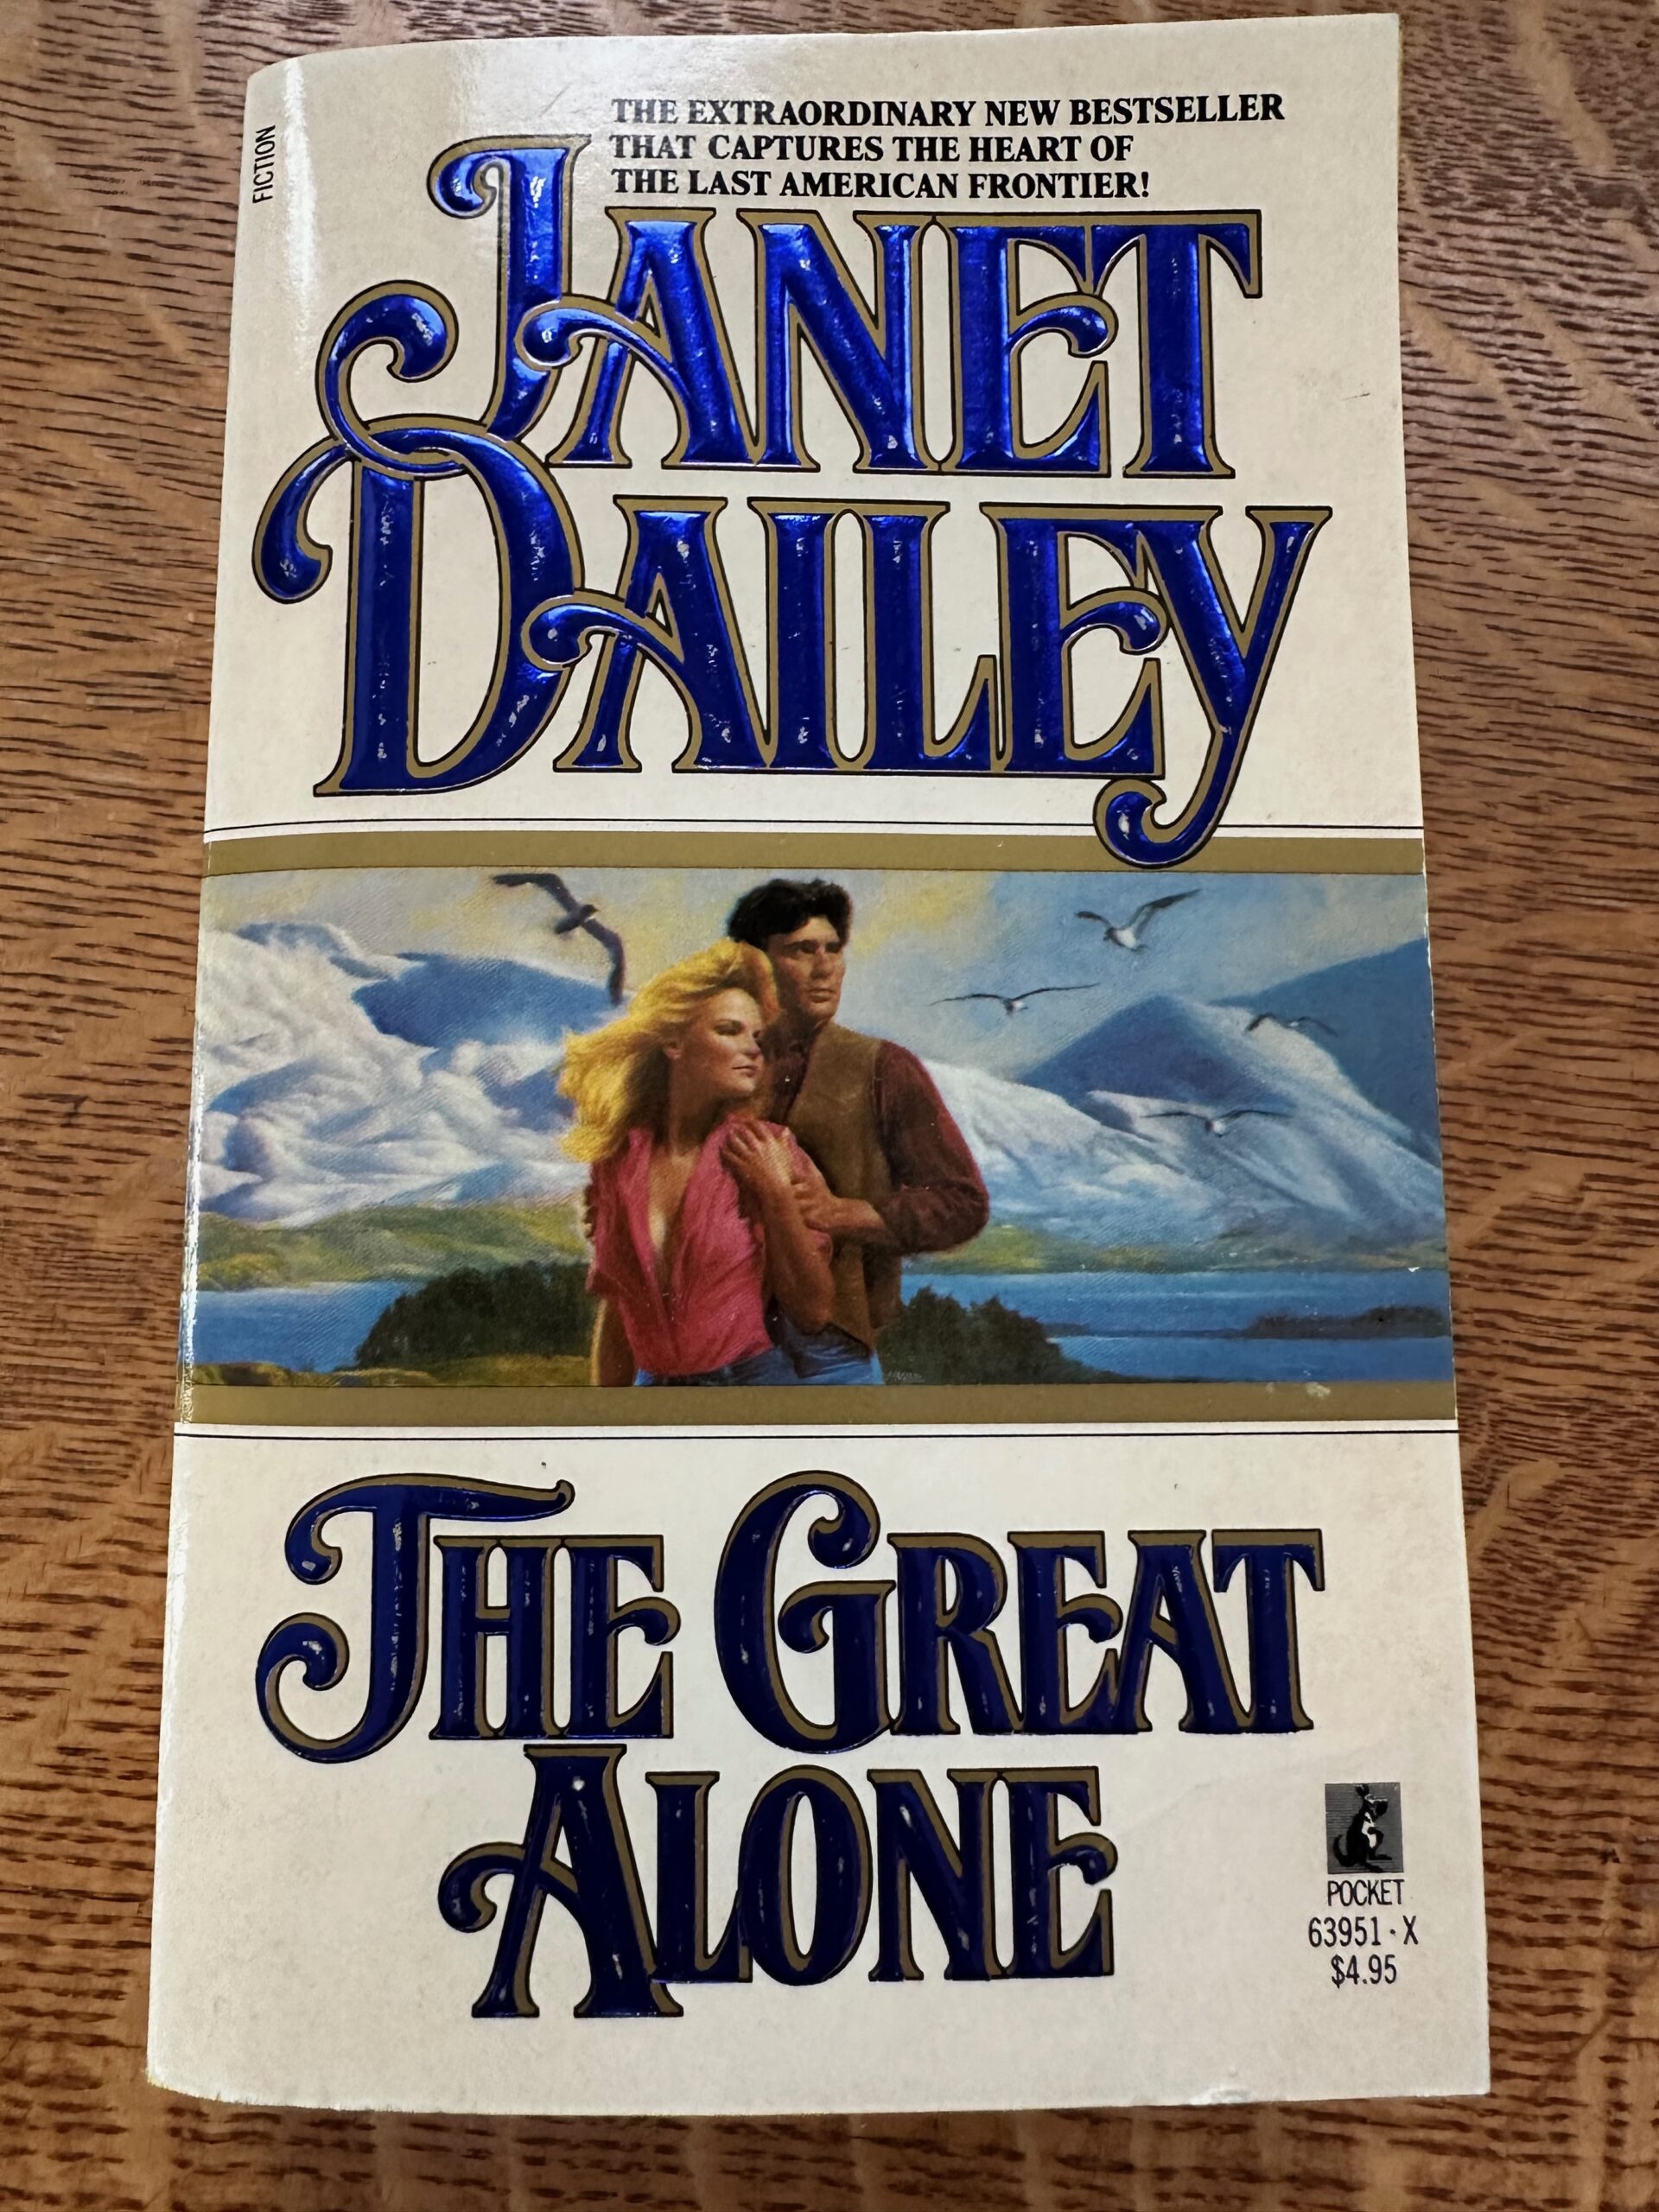 FICTION
THE EXTRAORDINARY NEW BESTSELLER
THAT CAPTURES THE HEART OF
THE LAST AMERICAN FRONTIER!
JANET
DAILEY
THE GREAT
ALONE
POCKET
63951·X
$4.95